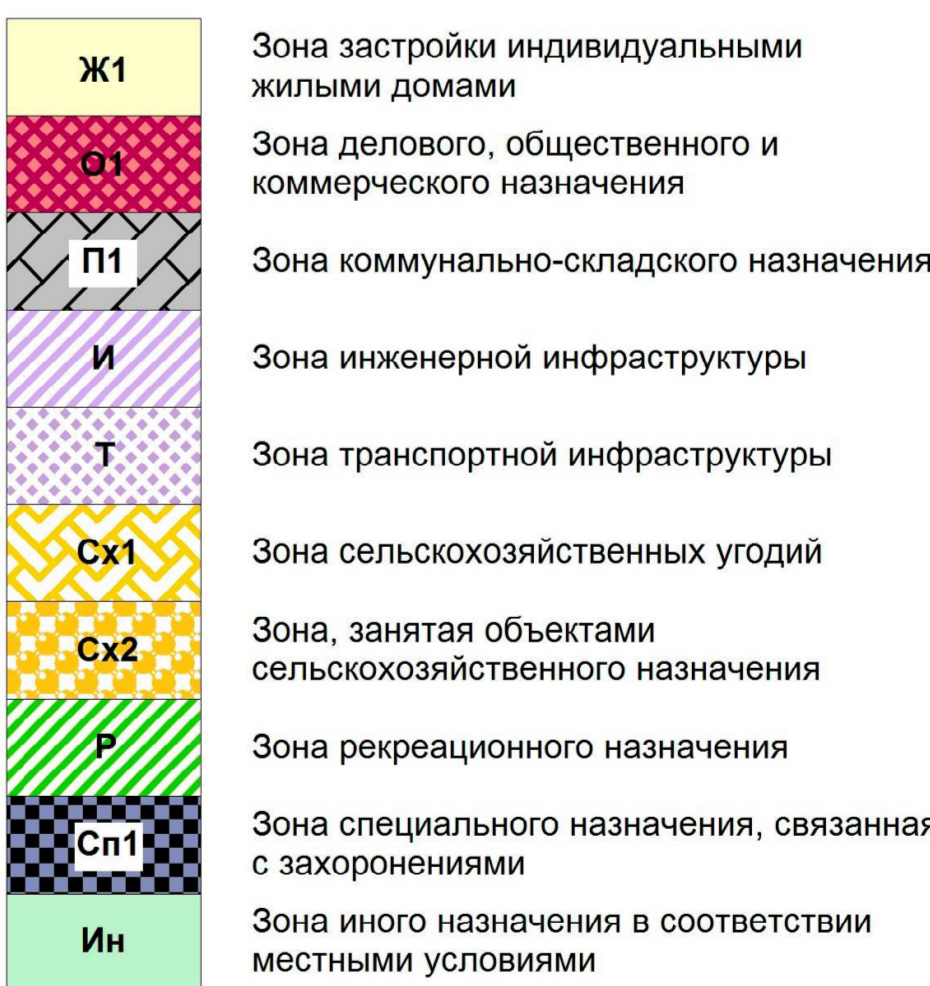 Ж1
Зона застройки индивидуальными
жилыми домами
О1
Зона делового, общественного и
коммерческого назначения
П1
Зона коммунально-складского назначения
И
Зона инженерной инфраструктуры
Т
Зона транспортной инфраструктуры
Сх1
Зона сельскохозяйственных угодий
Сх2
Зона, занятая объектами
сельскохозяйственного назначения
Р
Зона рекреационного назначения
Сп1
Зона специального назначения, связанная
с захоронениями
Ин
Зона иного назначения в соответствии
местными условиями